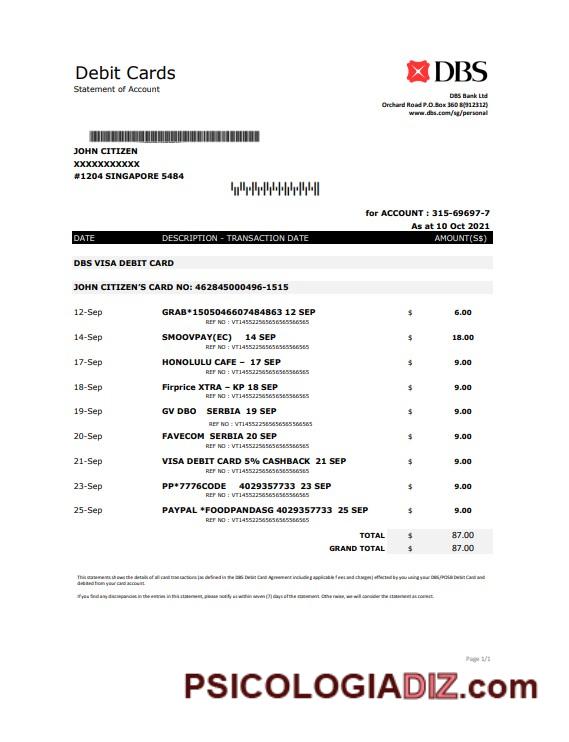 Debit Cards
Statement of Account
DBS
DBS Bank Ltd
Orchard Road P.O.Box 360 8(912312)
www.dbs.com/sg/personal
JOHN CITIZEN
XXXXXXXXXXX
#1204 SINGAPORE 5484
for ACCOUNT : 315-69697-7
As at 10 Oct 2021
DATE DESCRIPTION - TRANSACTION DATE AMOUNT(S$)
DBS VISA DEBIT CARD
JOHN CITIZEN'S CARD NO: 462845000496-1515
12-Sep GRAB*1505046607484863 12 SEP $ 6.00
REF NO : VT145522565656565566565
14-Sep SMOOVPAY(EC) 14 SEP $ 18.00
REF NO : VT145522565656565566565
17-Sep HONOLULU CAFE – 17 SEP $ 9.00
REF NO : VT145522565656565566565
18-Sep Firprice XTRA – KP 18 SEP $ 9.00
REF NO : VT145522565656565566565
19-Sep GV DBO SERBIA 19 SEP $ 9.00
REF NO : VT145522565656565566565
20-Sep FAVECOM SERBIA 20 SEP $ 9.00
REF NO : VT145522565656565566565
21-Sep VISA DEBIT CARD 5% CASHBACK 21 SEP $ 9.00
REF NO : VT145522565656565566565
23-Sep PP*7776CODE 4029357733 23 SEP $ 9.00
REF NO : VT145522565656565566565
25-Sep PAYPAL *FOODPANDASG 4029357733 25 SEP $ 9.00
REF NO : VT145522565656565566565
TOTAL $ 87.00
GRAND TOTAL $ 87.00
This statements shows the details of all card transactions (as defined in the DBS Debit Card Agreement including applicable fees and charges) effected by you using your DBS/POSB Debit Card and
debited from your card account.
If you find any discrepancies in the entries in this statement, please notify us within seven (7) days of the statement. Othe rwise, we will consider the statement as correct.
Page 1/1
PSICOLOGIADIZ.com